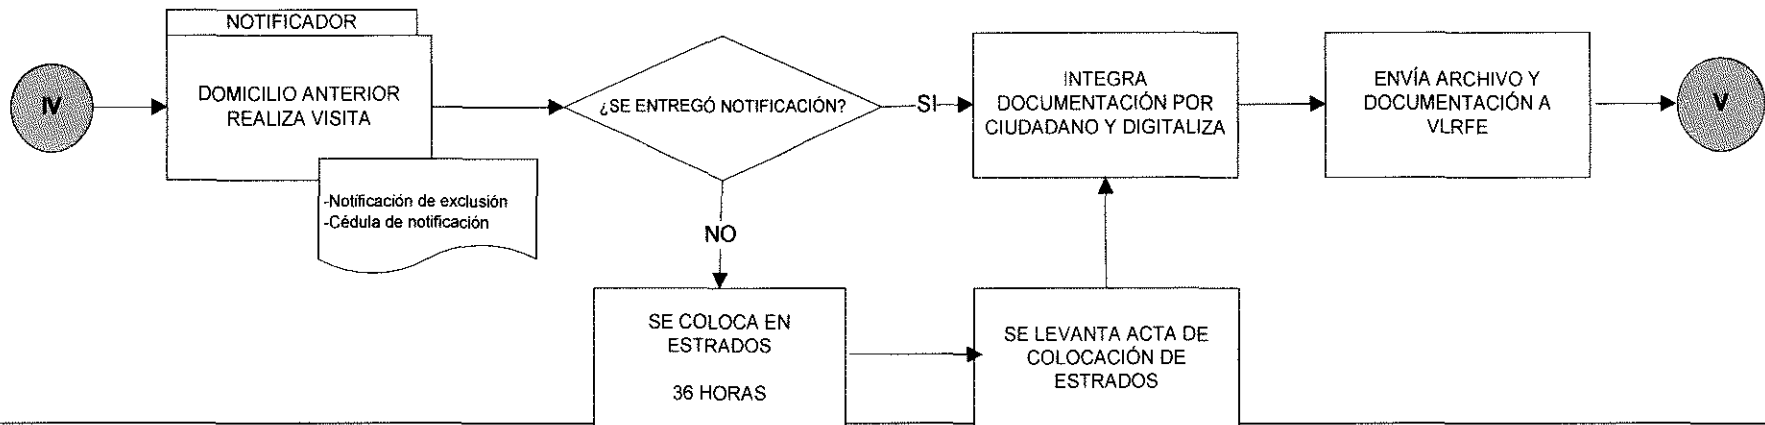 IV
NOTIFICADOR
DOMICILIO ANTERIOR
REALIZA VISITA
-Notificación de exclusión
-Cédula de notificación
¿SE ENTREGÓ NOTIFICACIÓN?
SI
INTEGRA
DOCUMENTACIÓN POR
CIUDADANO Y DIGITALIZA
ENVÍA ARCHIVO Y
DOCUMENTACIÓN A
VLRFE
V
NO
SE COLOCA EN
ESTRADOS
36 HORAS
SE LEVANTA ACTA DE
COLOCACIÓN DE
ESTRADOS